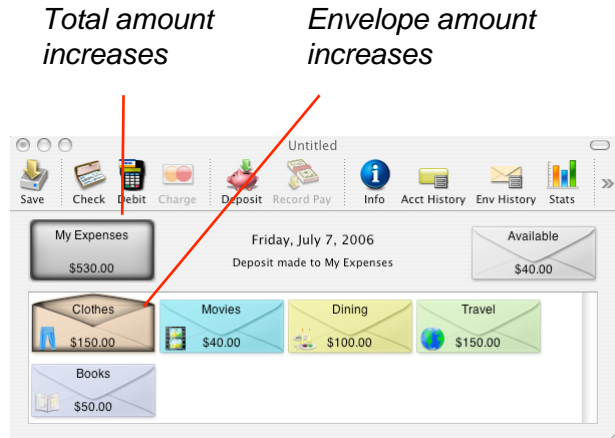 Total amount
increases
Envelope amount
increases
Untitled
Save
Check
Debit
Charge
Deposit
Record Pay
Info
Acct History
Env History
Stats
»
My Expenses
$530.00
Friday, July 7, 2006
Deposit made to My Expenses
Available
$40.00
Clothes
$150.00
Movies
$40.00
Dining
$100.00
Travel
$150.00
Books
$50.00